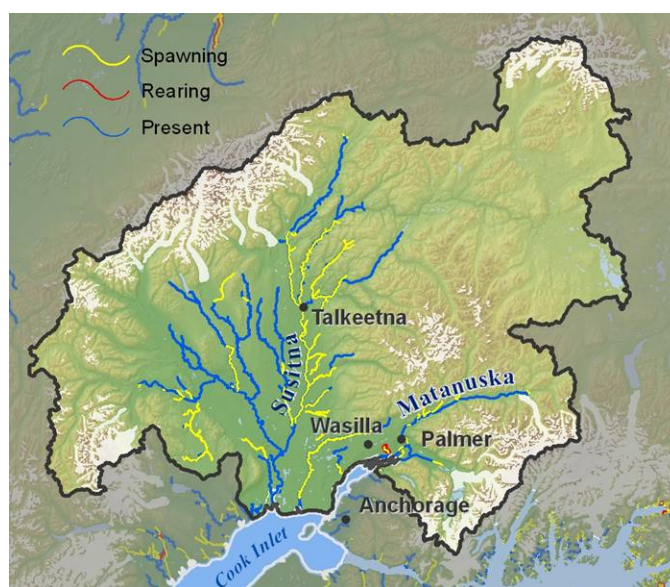 Spawning
Rearing
Present
Talkeetna
Susitna
Matanuska
Wasilla
Palmer
Anchorage
Cook Inlet